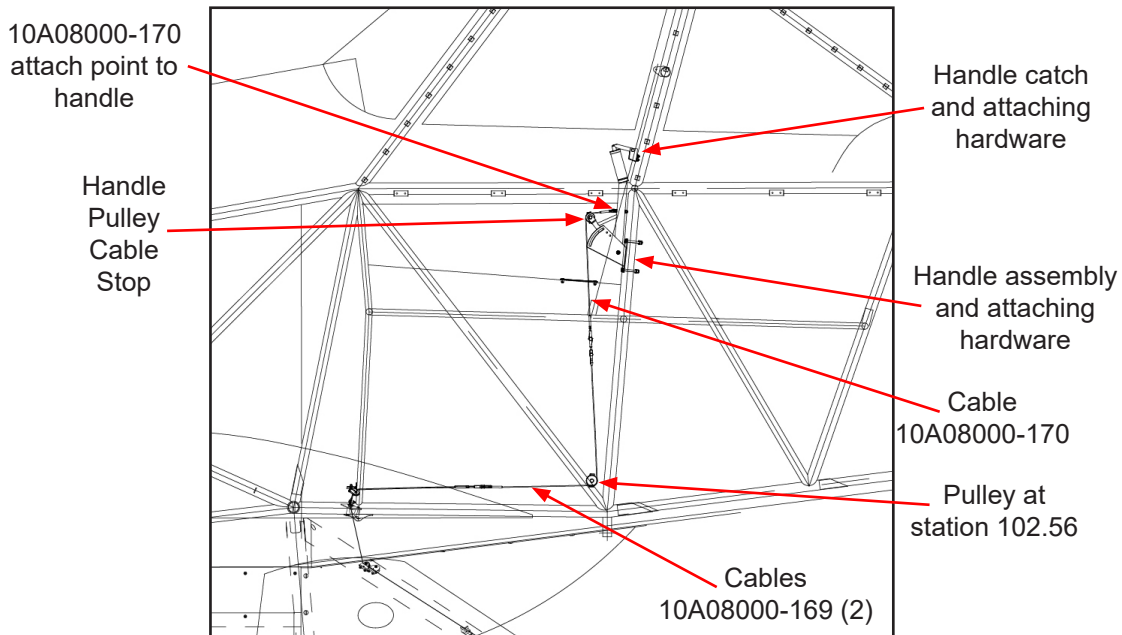 10A08000-170
attach point to
handle
Handle
Pulley
Cable
Stop
Handle catch
and attaching
hardware
Handle assembly
and attaching
hardware
Cable
10A08000-170
Pulley at
station 102.56
Cables
10A08000-169 (2)